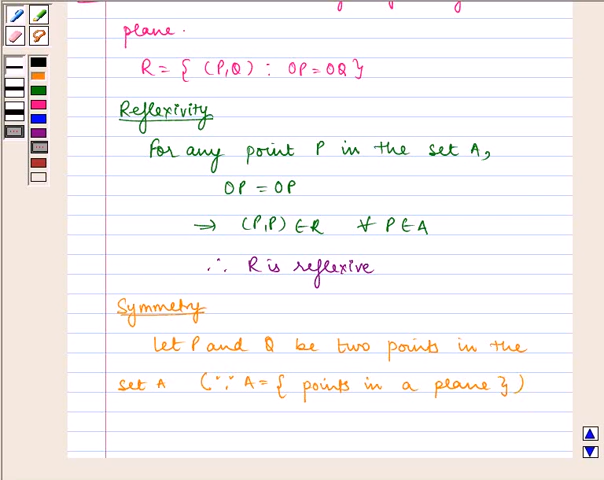 plane.
R = { (P,Q) : OP = OQ }
Reflexivity
For any point P in the set A,
OP = OP
→ (P,P) ∈ R ∀ P ∈ A
∴ R is reflexive
Symmetry
Let P and Q be two points in the
set A (∵ A = { points in a plane })